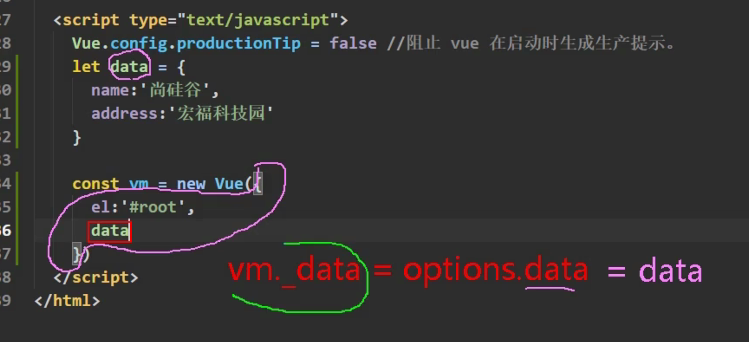 27 <script type="text/javascript">
28 Vue.config.productionTip = false //阻止 vue 在启动时生成生产提示。
29 let data = {
30 name:'尚硅谷',
31 address:'宏福科技园'
32 }
33
34 const vm = new Vue({
35 el:'#root',
36 data
37 })
vm._data = options.data = data
38 </script>
39 </html>